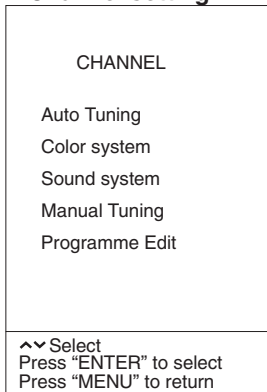 CHANNEL
Auto Tuning
Color system
Sound system
Manual Tuning
Programme Edit
Select
Press “ENTER” to select
Press “MENU” to return